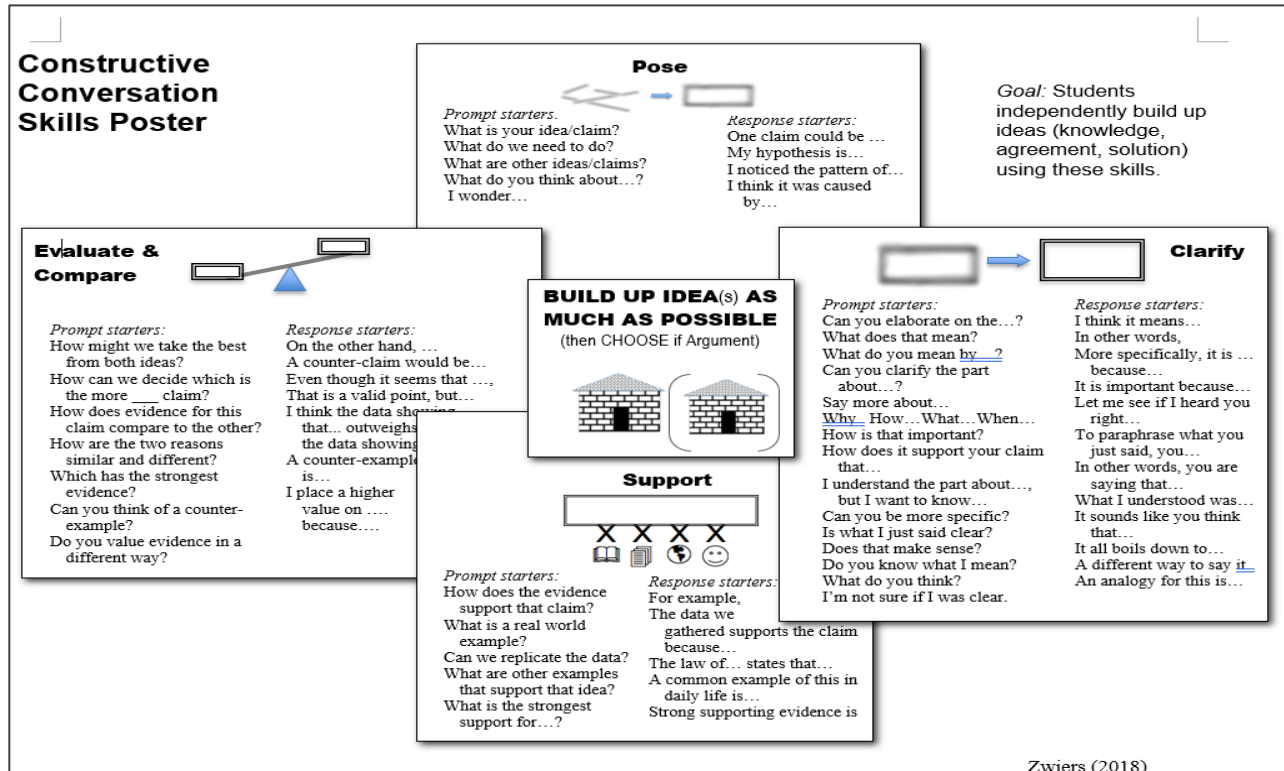 Constructive
Conversation
Skills Poster
Goal: Students
independently build up
ideas (knowledge,
agreement, solution)
using these skills.
Pose
Prompt starters.
What is your idea/claim?
What do we need to do?
What are other ideas/claims?
What do you think about…?
I wonder…
Response starters:
One claim could be …
My hypothesis is…
I noticed the pattern of…
I think it was caused
by…
Evaluate &
Compare
Prompt starters:
How might we take the best
from both ideas?
How can we decide which is
the more ___ claim?
How does evidence for this
claim compare to the other?
How are the two reasons
similar and different?
Which has the strongest
evidence?
Can you think of a counter-
example?
Do you value evidence in a
different way?
Response starters:
On the other hand, …
A counter-claim would be…
Even though it seems that …,
That is a valid point, but…
I think the data showing
that... outweighs
the data showing
A counter-example
is…
I place a higher
value on ….
because….
BUILD UP IDEA(s) AS
MUCH AS POSSIBLE
(then CHOOSE if Argument)
Clarify
Prompt starters:
Can you elaborate on the…?
What does that mean?
What do you mean by…?
Can you clarify the part
about…?
Say more about…
Why… How…What…When…
How is that important?
How does it support your claim
that…
I understand the part about…,
but I want to know…
Can you be more specific?
Is what I just said clear?
Does that make sense?
Do you know what I mean?
What do you think?
I’m not sure if I was clear.
Response starters:
I think it means…
In other words,
More specifically, it is …
because…
It is important because…
Let me see if I heard you
right…
To paraphrase what you
just said, you…
In other words, you are
saying that…
What I understood was…
It sounds like you think
that…
It all boils down to…
A different way to say it…
An analogy for this is…
Support
X X X X
Prompt starters:
How does the evidence
support that claim?
What is a real world
example?
Can we replicate the data?
What are other examples
that support that idea?
What is the strongest
support for…?
Response starters:
For example,
The data we
gathered supports the claim
because…
The law of… states that…
A common example of this in
daily life is…
Strong supporting evidence is
Zwiers (2018)